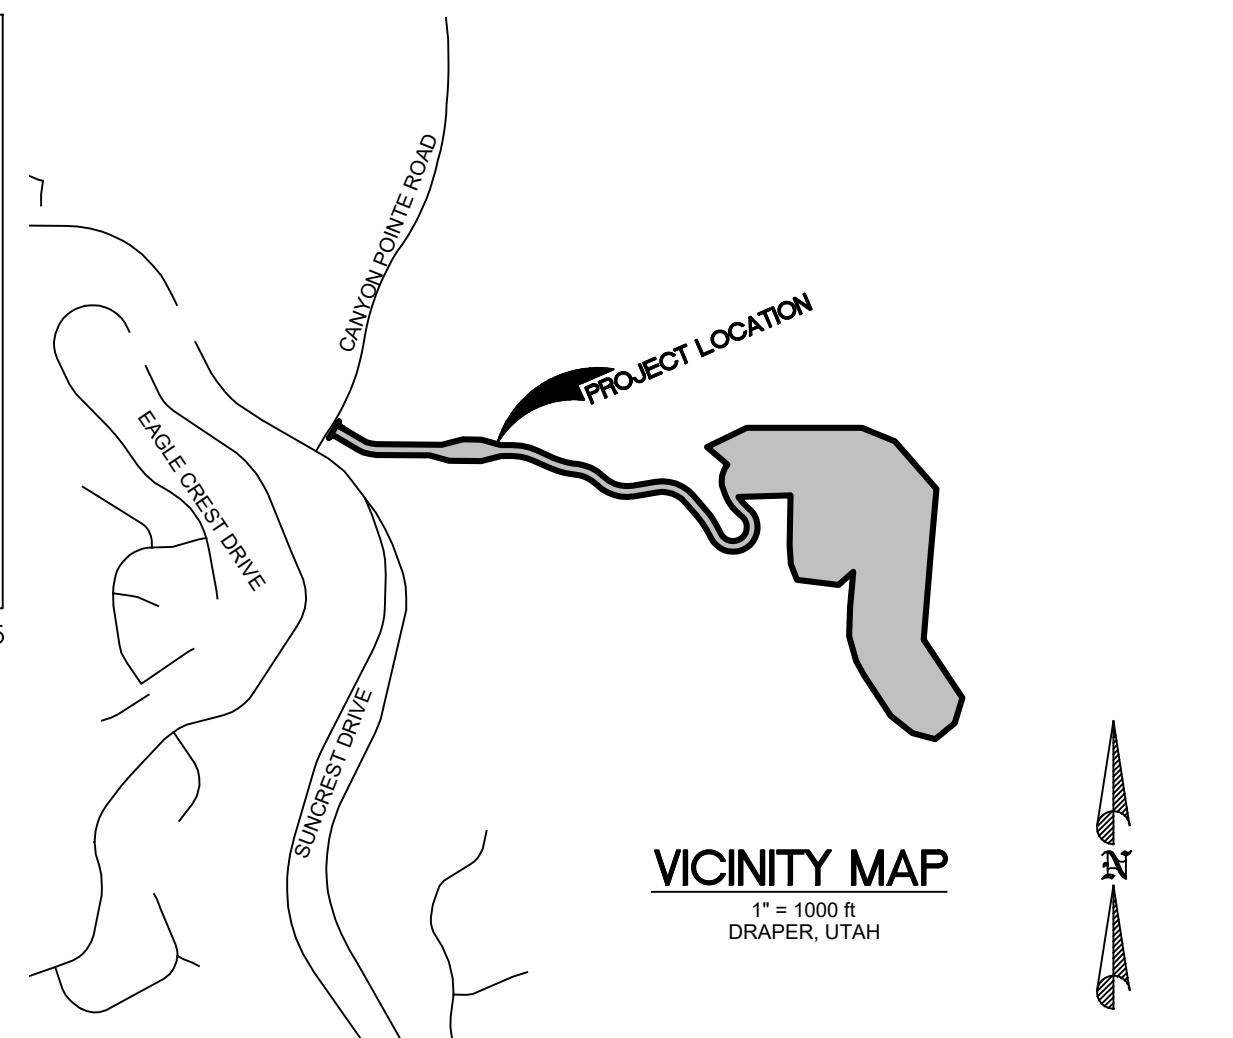 CANYON POINTE ROAD
PROJECT LOCATION
EAGLE CREST DRIVE
SUNCREST DRIVE
VICINITY MAP
1" = 1000 ft
DRAPER, UTAH
N